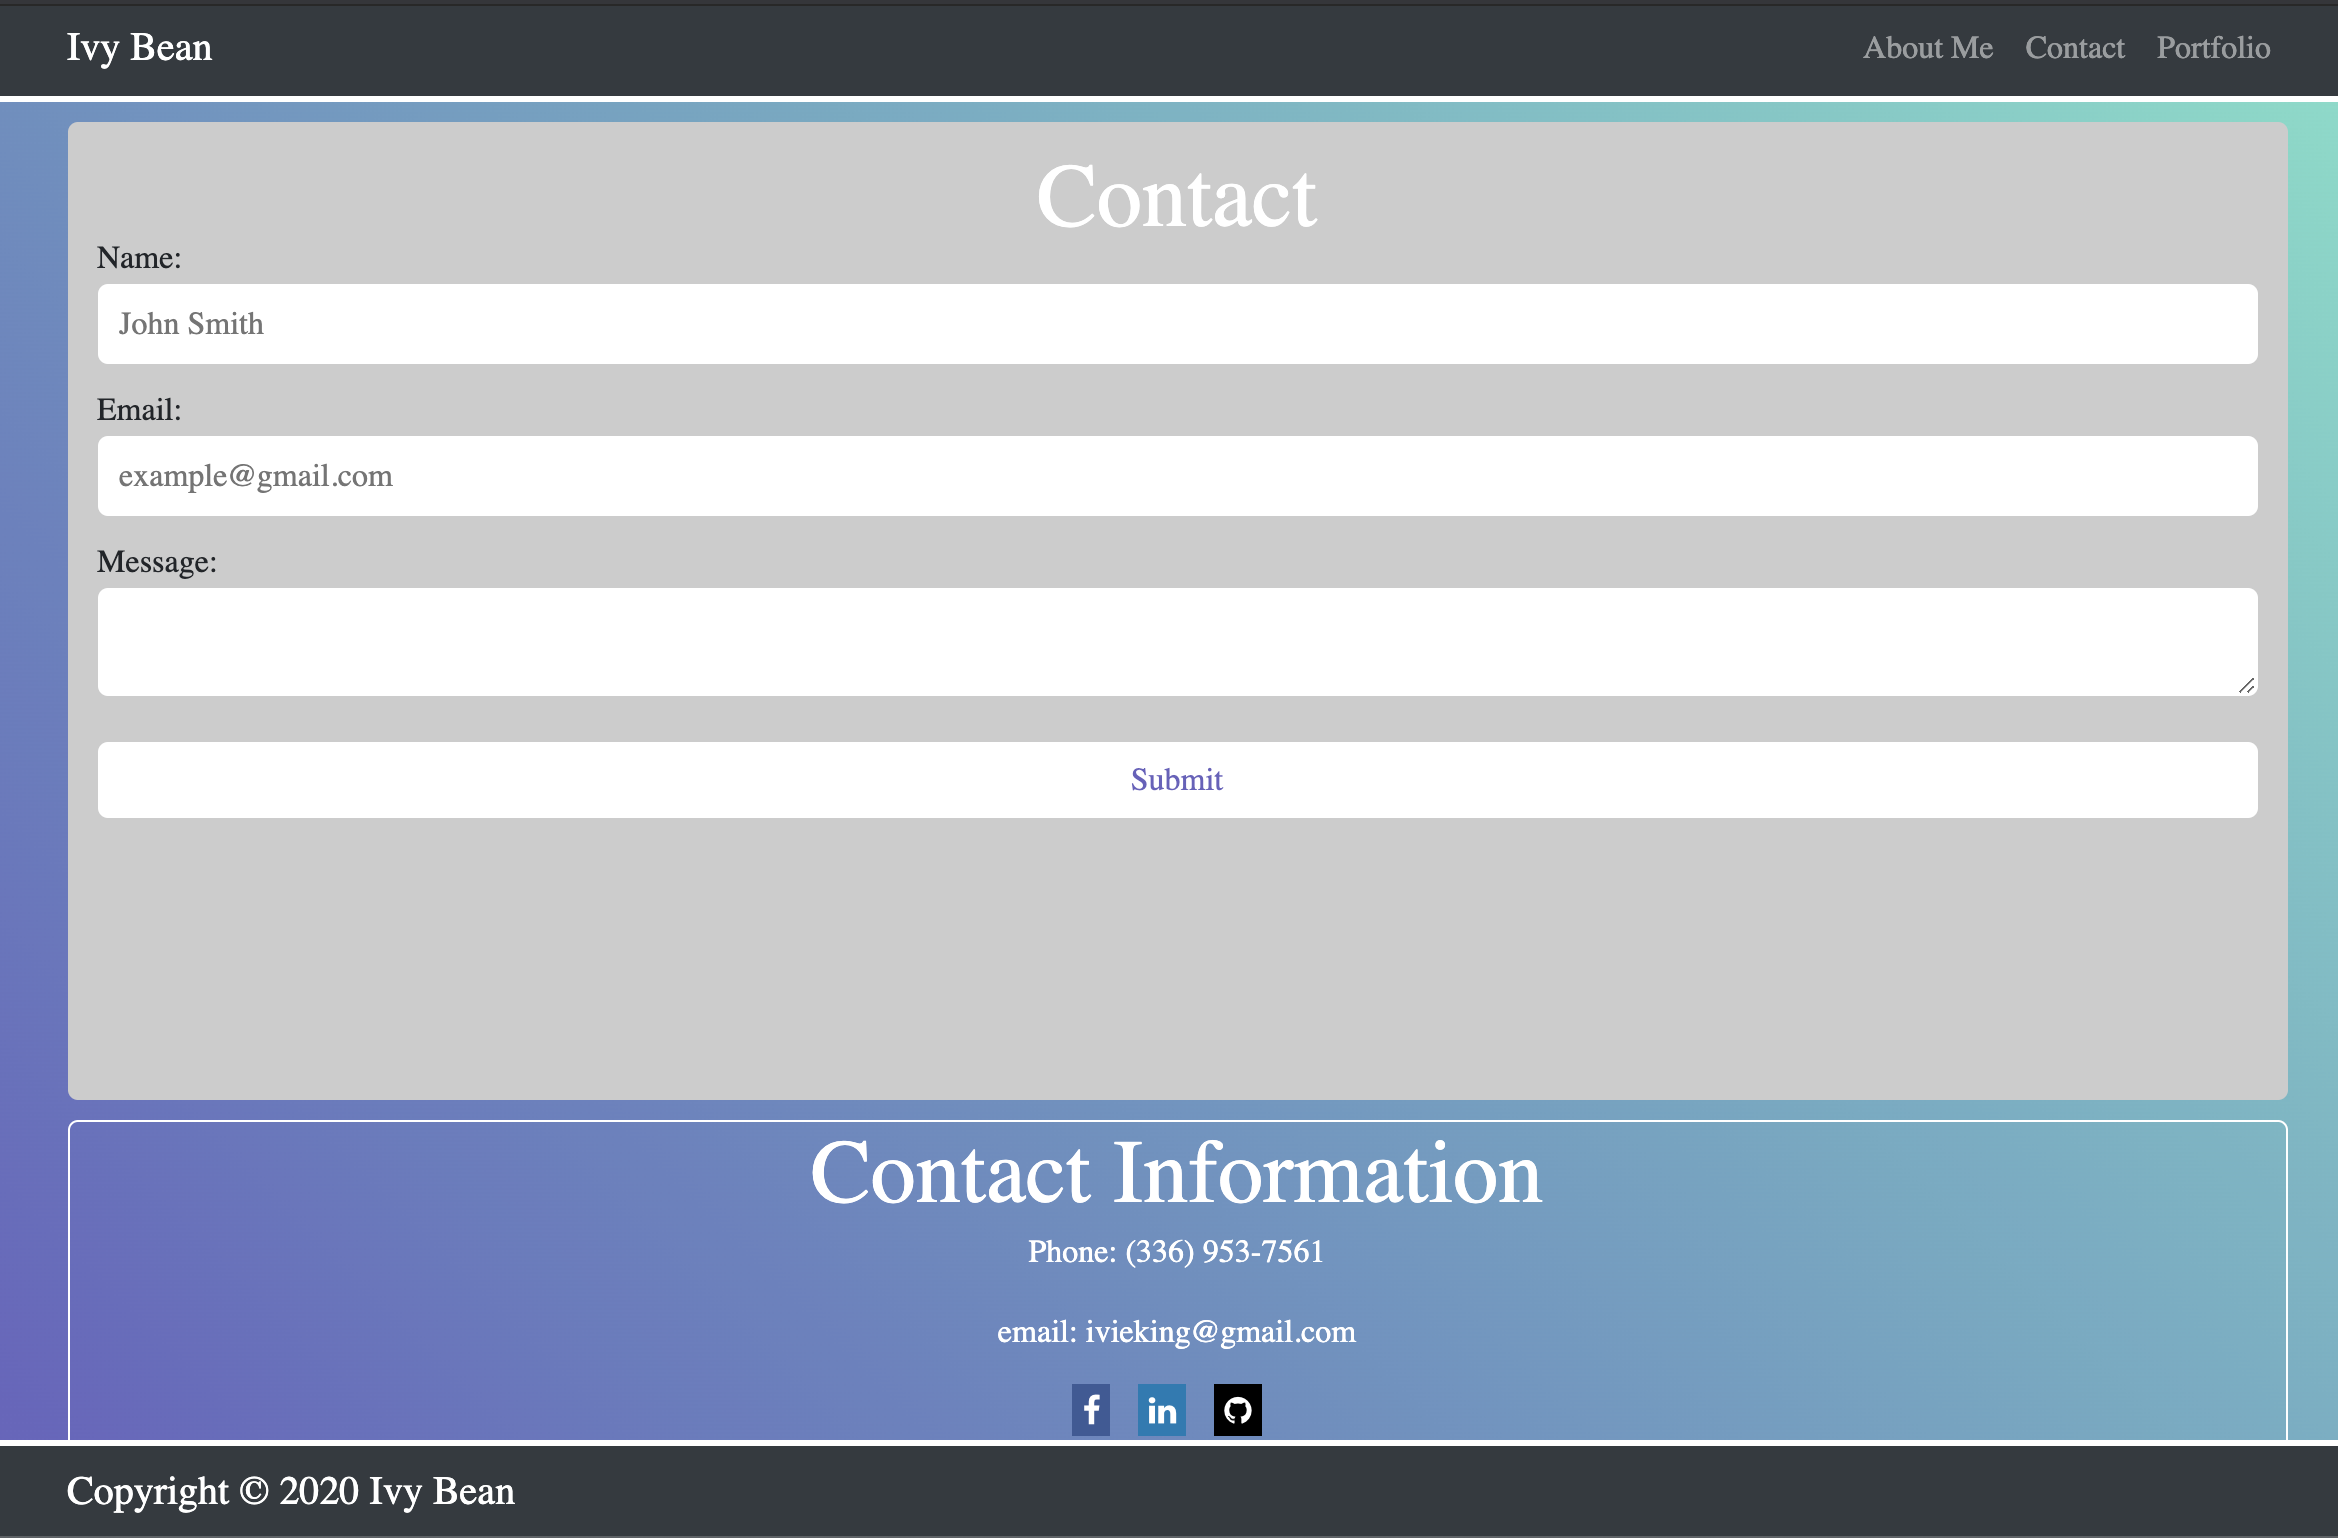 Ivy Bean
About Me Contact Portfolio
Contact
Name:
John Smith
Email:
example@gmail.com
Message:
Submit
Contact Information
Phone: (336) 953-7561
email: ivieking@gmail.com
f in
Copyright © 2020 Ivy Bean